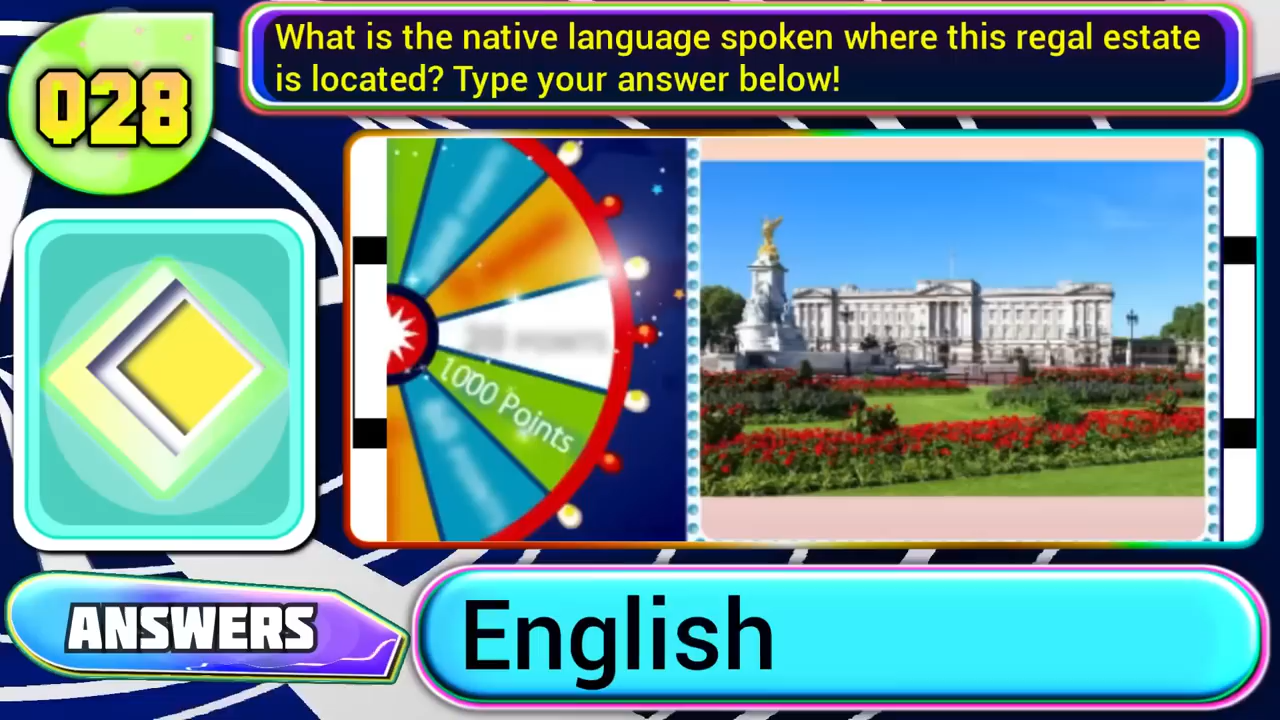 What is the native language spoken where this regal estate
is located? Type your answer below!
Q28
1000 Points
ANSWERS
English